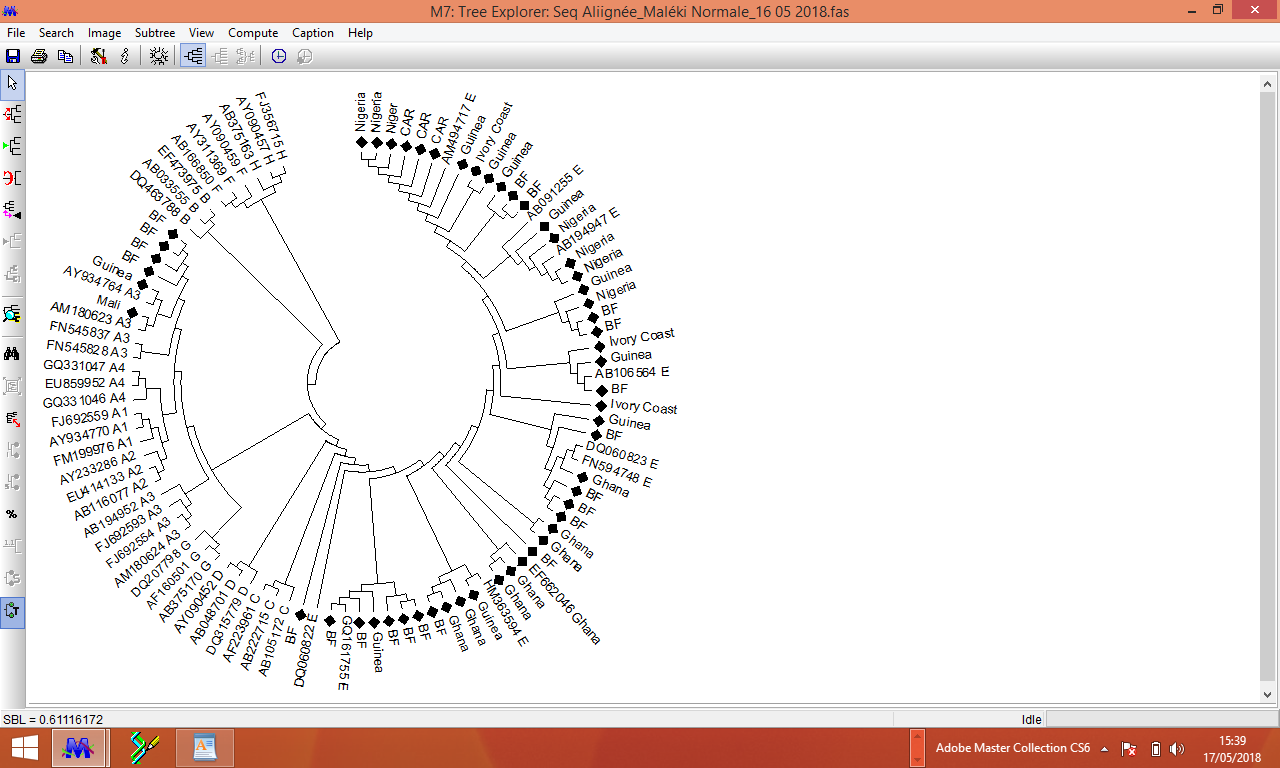 M7: Tree Explorer: Seq Aliignée_Maléki Normale_16 05 2018.fas
File Search Image Subtree View Compute Caption Help
Nigeria
Nigeria
Niger
CAR
CAR
CAR
AM494717 E
Guinea
Ivory Coast
Guinea
Guinea
BF
BF
AB091255 E
Guinea
Nigeria
AB194947 E
Nigeria
Nigeria
Guinea
Nigeria
BF
BF
Ivory Coast
Guinea
AB106564 E
BF
Ivory Coast
Guinea
BF
DQ060823 E
FN594748 E
Ghana
BF
BF
BF
Ghana
Ghana
BF
EF662046 Ghana
Ghana
Ghana
HM363594 E
Guinea
Ghana
Ghana
BF
BF
BF
BF
Guinea
BF
GQ161755 E
BF
DQ060822 E
BF
AB105172 C
AB222715 C
AF223961 C
DQ315779 D
AB048701 D
AY090452 D
AB375170 G
AF160501 G
DQ207798 G
AM180624 A3
FJ692554 A3
FJ692593 A3
AB194952 A3
AB116077 A2
EU414133 A2
AY233286 A2
FM199976 A1
AY934770 A1
FJ692559 A1
GQ331046 A4
EU859952 A4
GQ331047 A4
FN545828 A3
FN545837 A3
AM180623 A3
Mali
AY934764 A3
Guinea
BF
BF
BF
BF
DQ463788 B
AB033555 B
EF473975 B
AB166850 F
AY311369 F
AY090459 F
AB375163 H
AY090457 H
FJ356715 H
SBL = 0.61116172
Idle
Adobe Master Collection CS6
15:39
17/05/2018